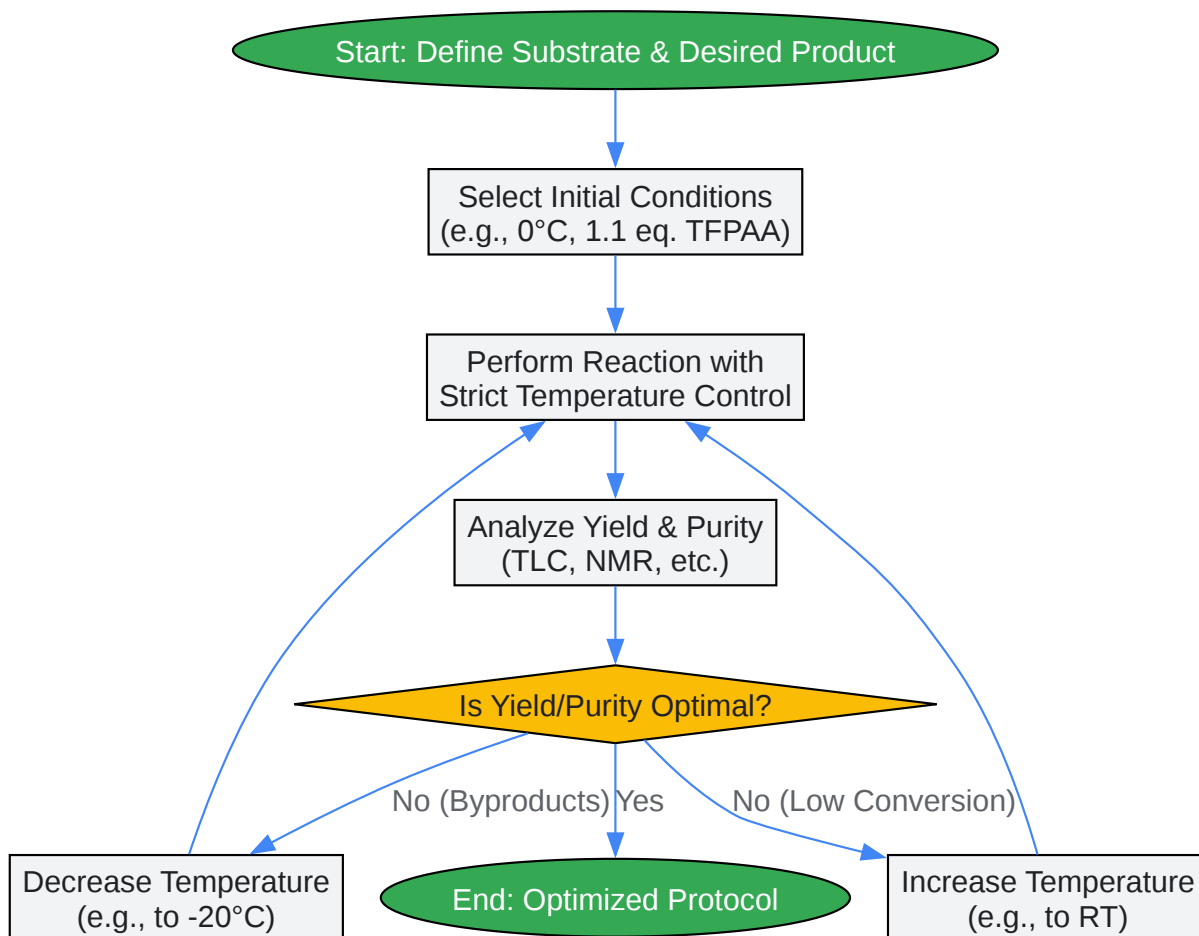 Start: Define Substrate & Desired Product
Select Initial Conditions
(e.g., 0°C, 1.1 eq. TFPAA)
Perform Reaction with
Strict Temperature Control
Analyze Yield & Purity
(TLC, NMR, etc.)
Is Yield/Purity Optimal?
No (Byproducts)
Yes
No (Low Conversion)
Decrease Temperature
(e.g., to -20°C)
End: Optimized Protocol
Increase Temperature
(e.g., to RT)